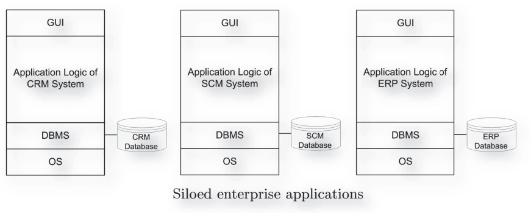 GUI
Application Logic of
CRM System
DBMS
OS
CRM
Database
GUI
Application Logic of
SCM System
DBMS
OS
SCM
Database
GUI
Application Logic of
ERP System
DBMS
OS
ERP
Database
Siloed enterprise applications